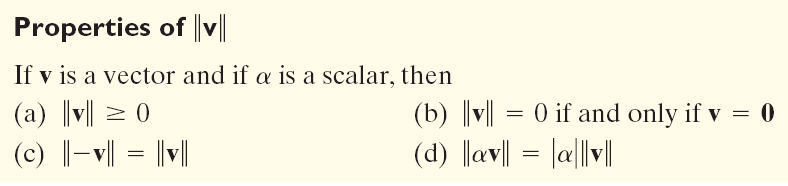 Properties of ‖v‖
If v is a vector and if α is a scalar, then
(a) ‖v‖ ≥ 0 (b) ‖v‖ = 0 if and only if v = 0
(c) ‖−v‖ = ‖v‖ (d) ‖αv‖ = |α|‖v‖